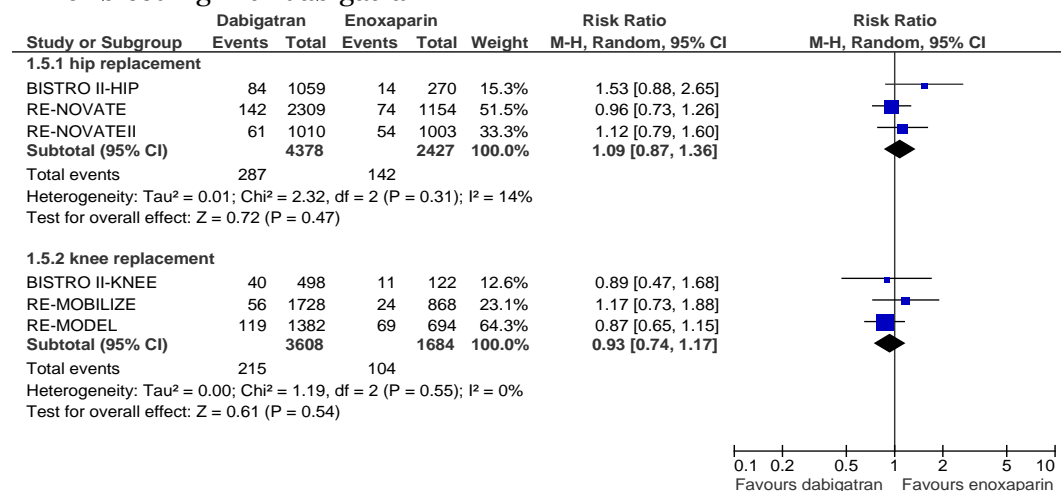 Dabigatran Enoxaparin Risk Ratio Risk Ratio
Study or Subgroup Events Total Events Total Weight M-H, Random, 95% CI M-H, Random, 95% CI
1.5.1 hip replacement
BISTRO II-HIP 84 1059 14 270 15.3% 1.53 [0.88, 2.65]
RE-NOVATE 142 2309 74 1154 51.5% 0.96 [0.73, 1.26]
RE-NOVATEII 61 1010 54 1003 33.3% 1.12 [0.79, 1.60]
Subtotal (95% CI) 4378 2427 100.0% 1.09 [0.87, 1.36]
Total events 287 142
Heterogeneity: Tau² = 0.01; Chi² = 2.32, df = 2 (P = 0.31); I² = 14%
Test for overall effect: Z = 0.72 (P = 0.47)
1.5.2 knee replacement
BISTRO II-KNEE 40 498 11 122 12.6% 0.89 [0.47, 1.68]
RE-MOBILIZE 56 1728 24 868 23.1% 1.17 [0.73, 1.88]
RE-MODEL 119 1382 69 694 64.3% 0.87 [0.65, 1.15]
Subtotal (95% CI) 3608 1684 100.0% 0.93 [0.74, 1.17]
Total events 215 104
Heterogeneity: Tau² = 0.00; Chi² = 1.19, df = 2 (P = 0.55); I² = 0%
Test for overall effect: Z = 0.61 (P = 0.54)
0.1 0.2 0.5 1 2 5 10
Favours dabigatran Favours enoxaparin